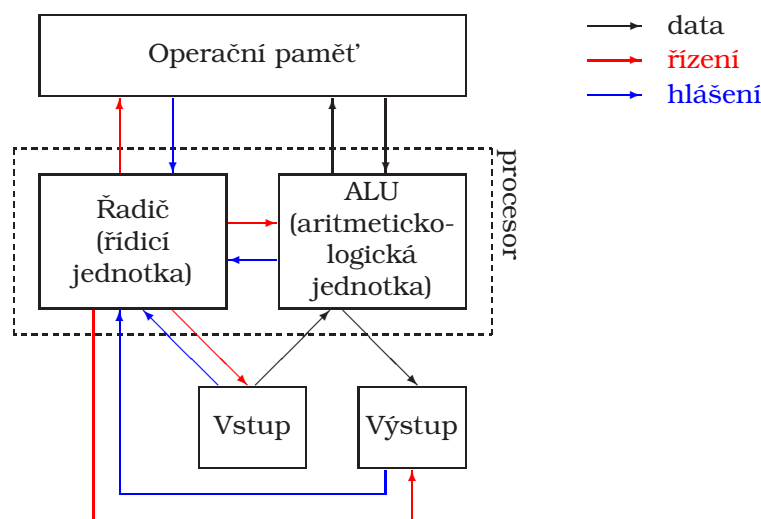 Operační paměť
data
řízení
hlášení
procesor
Řadič
(řídicí
jednotka)
ALU
(aritmeticko-
logická
jednotka)
Vstup
Výstup